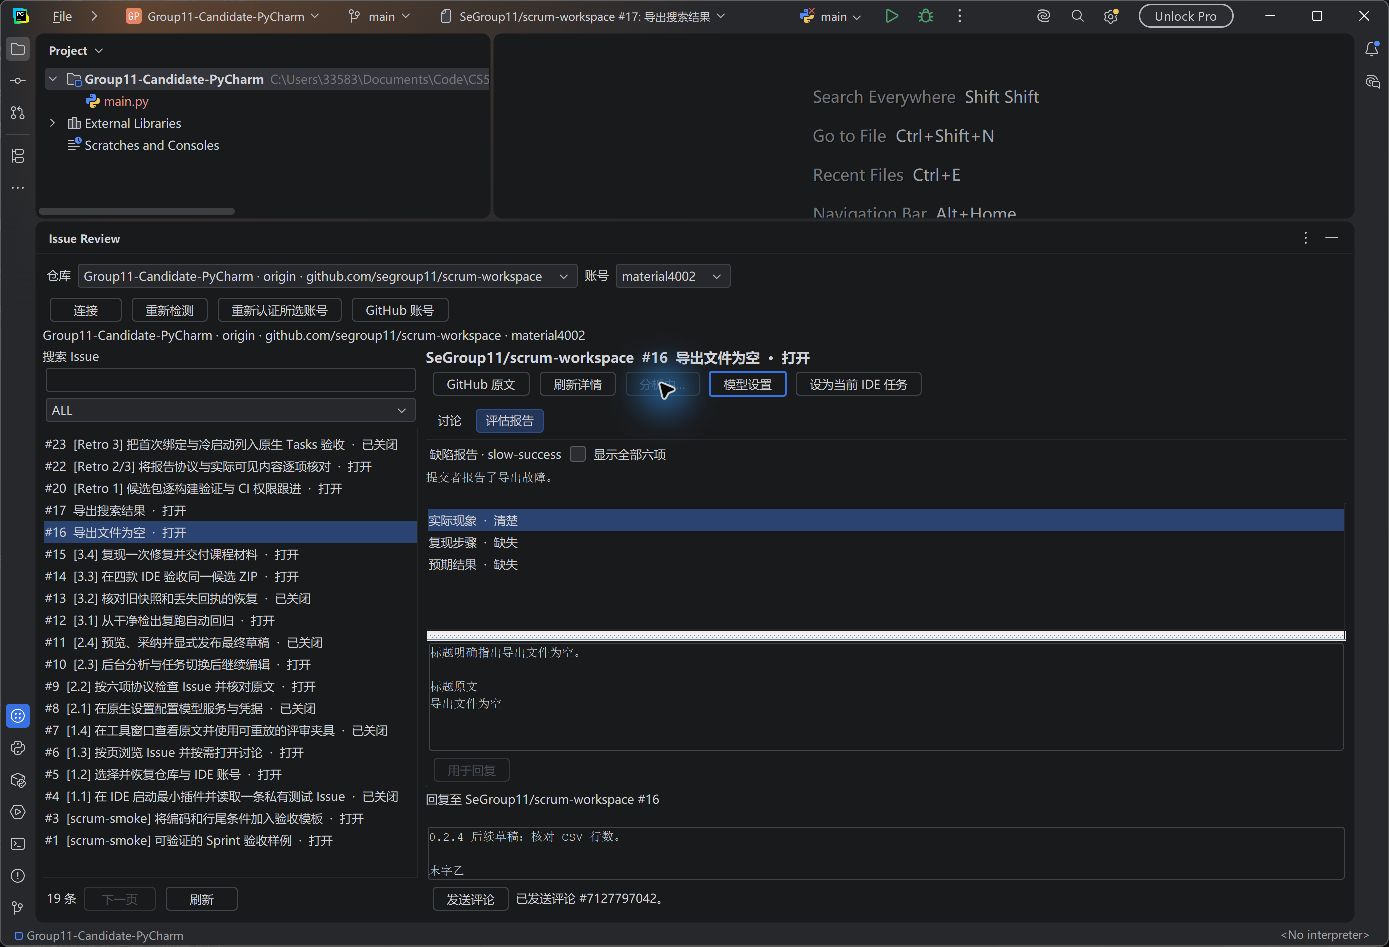 File
GP Group11-Candidate-PyCharm
main
SeGroup11/scrum-workspace #17: 导出搜索结果
main
Unlock Pro
Project
Group11-Candidate-PyCharm C:\Users\33583\Documents\Code\CS5
main.py
External Libraries
Scratches and Consoles
Search Everywhere Shift Shift
Go to File Ctrl+Shift+N
Recent Files Ctrl+E
Navigation Bar Alt+Home
Issue Review
仓库 Group11-Candidate-PyCharm · origin · github.com/segroup11/scrum-workspace 账号 material4002
连接 重新检测 重新认证所选账号 GitHub 账号
Group11-Candidate-PyCharm · origin · github.com/segroup11/scrum-workspace · material4002
搜索 Issue
ALL
#23 [Retro 3] 把首次绑定与冷启动列入原生 Tasks 验收 · 已关闭
#22 [Retro 2/3] 将报告协议与实际可见内容逐项核对 · 打开
#20 [Retro 1] 候选包逐构建验证与 CI 权限跟进 · 打开
#17 导出搜索结果 · 打开
#16 导出文件为空 · 打开
#15 [3.4] 复现一次修复并交付课程材料 · 打开
#14 [3.3] 在四款 IDE 验收同一候选 ZIP · 打开
#13 [3.2] 核对旧快照和丢失回执的恢复 · 已关闭
#12 [3.1] 从干净检出复跑自动回归 · 打开
#11 [2.4] 预览、采纳并显式发布最终草稿 · 已关闭
#10 [2.3] 后台分析与任务切换后继续编辑 · 打开
#9 [2.2] 按六项协议检查 Issue 并核对原文 · 打开
#8 [2.1] 在原生设置配置模型服务与凭据 · 已关闭
#7 [1.4] 在工具窗口查看原文并使用可重放的评审夹具 · 已关闭
#6 [1.3] 按页浏览 Issue 并按需打开讨论 · 打开
#5 [1.2] 选择并恢复仓库与 IDE 账号 · 打开
#4 [1.1] 在 IDE 启动最小插件并读取一条私有测试 Issue · 已关闭
#3 [scrum-smoke] 将编码和行尾条件加入验收模板 · 打开
#1 [scrum-smoke] 可验证的 Sprint 验收样例 · 打开
19 条 下一页 刷新
SeGroup11/scrum-workspace #16 导出文件为空 · 打开
GitHub 原文 刷新详情 分析中... 模型设置 设为当前 IDE 任务
讨论 评估报告
缺陷报告 · slow-success 显示全部六项
提交者报告了导出故障。
实际现象 · 清楚
复现步骤 · 缺失
预期结果 · 缺失
标题明确指出导出文件为空。
标题原文
导出文件为空
用于回复
回复至 SeGroup11/scrum-workspace #16
0.2.4 后续草稿：核对 CSV 行数。
末字乙
发送评论 已发送评论 #7127797042。
Group11-Candidate-PyCharm
<No interpreter>